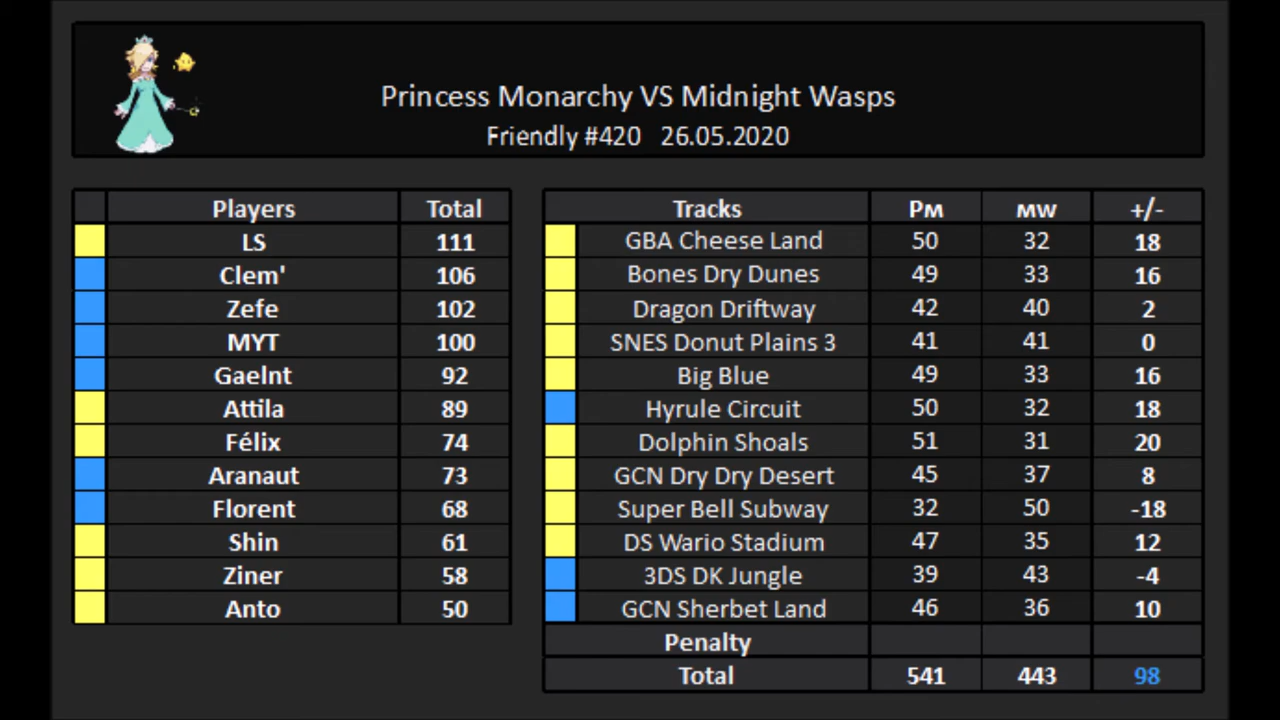 Princess Monarchy VS Midnight Wasps
Friendly #420 26.05.2020
Players Total
LS 111
Clem' 106
Zefe 102
MYT 100
Gaelnt 92
Attila 89
Félix 74
Aranaut 73
Florent 68
Shin 61
Ziner 58
Anto 50
Tracks Pм мw +/-
GBA Cheese Land 50 32 18
Bones Dry Dunes 49 33 16
Dragon Driftway 42 40 2
SNES Donut Plains 3 41 41 0
Big Blue 49 33 16
Hyrule Circuit 50 32 18
Dolphin Shoals 51 31 20
GCN Dry Dry Desert 45 37 8
Super Bell Subway 32 50 -18
DS Wario Stadium 47 35 12
3DS DK Jungle 39 43 -4
GCN Sherbet Land 46 36 10
Penalty
Total 541 443 98